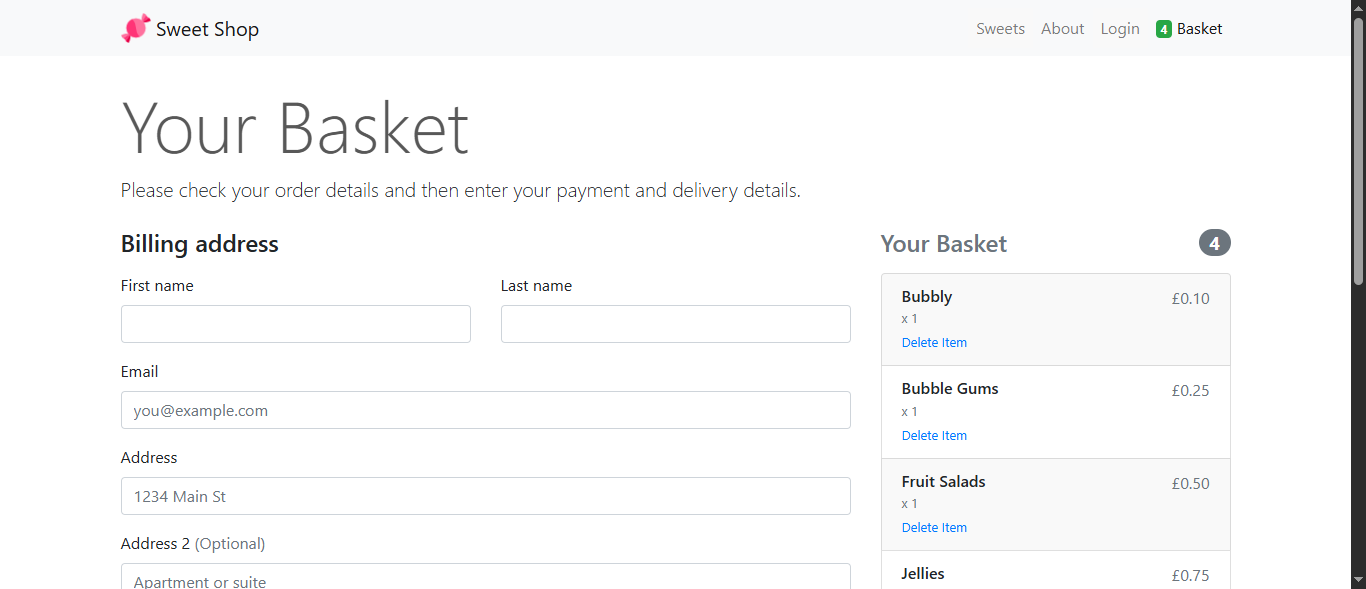 Sweet Shop
Sweets About Login 4 Basket
Your Basket
Please check your order details and then enter your payment and delivery details.
Billing address
First name Last name
Email
you@example.com
Address
1234 Main St
Address 2 (Optional)
Apartment or suite
Your Basket 4
Bubbly £0.10
x 1
Delete Item
Bubble Gums £0.25
x 1
Delete Item
Fruit Salads £0.50
x 1
Delete Item
Jellies £0.75